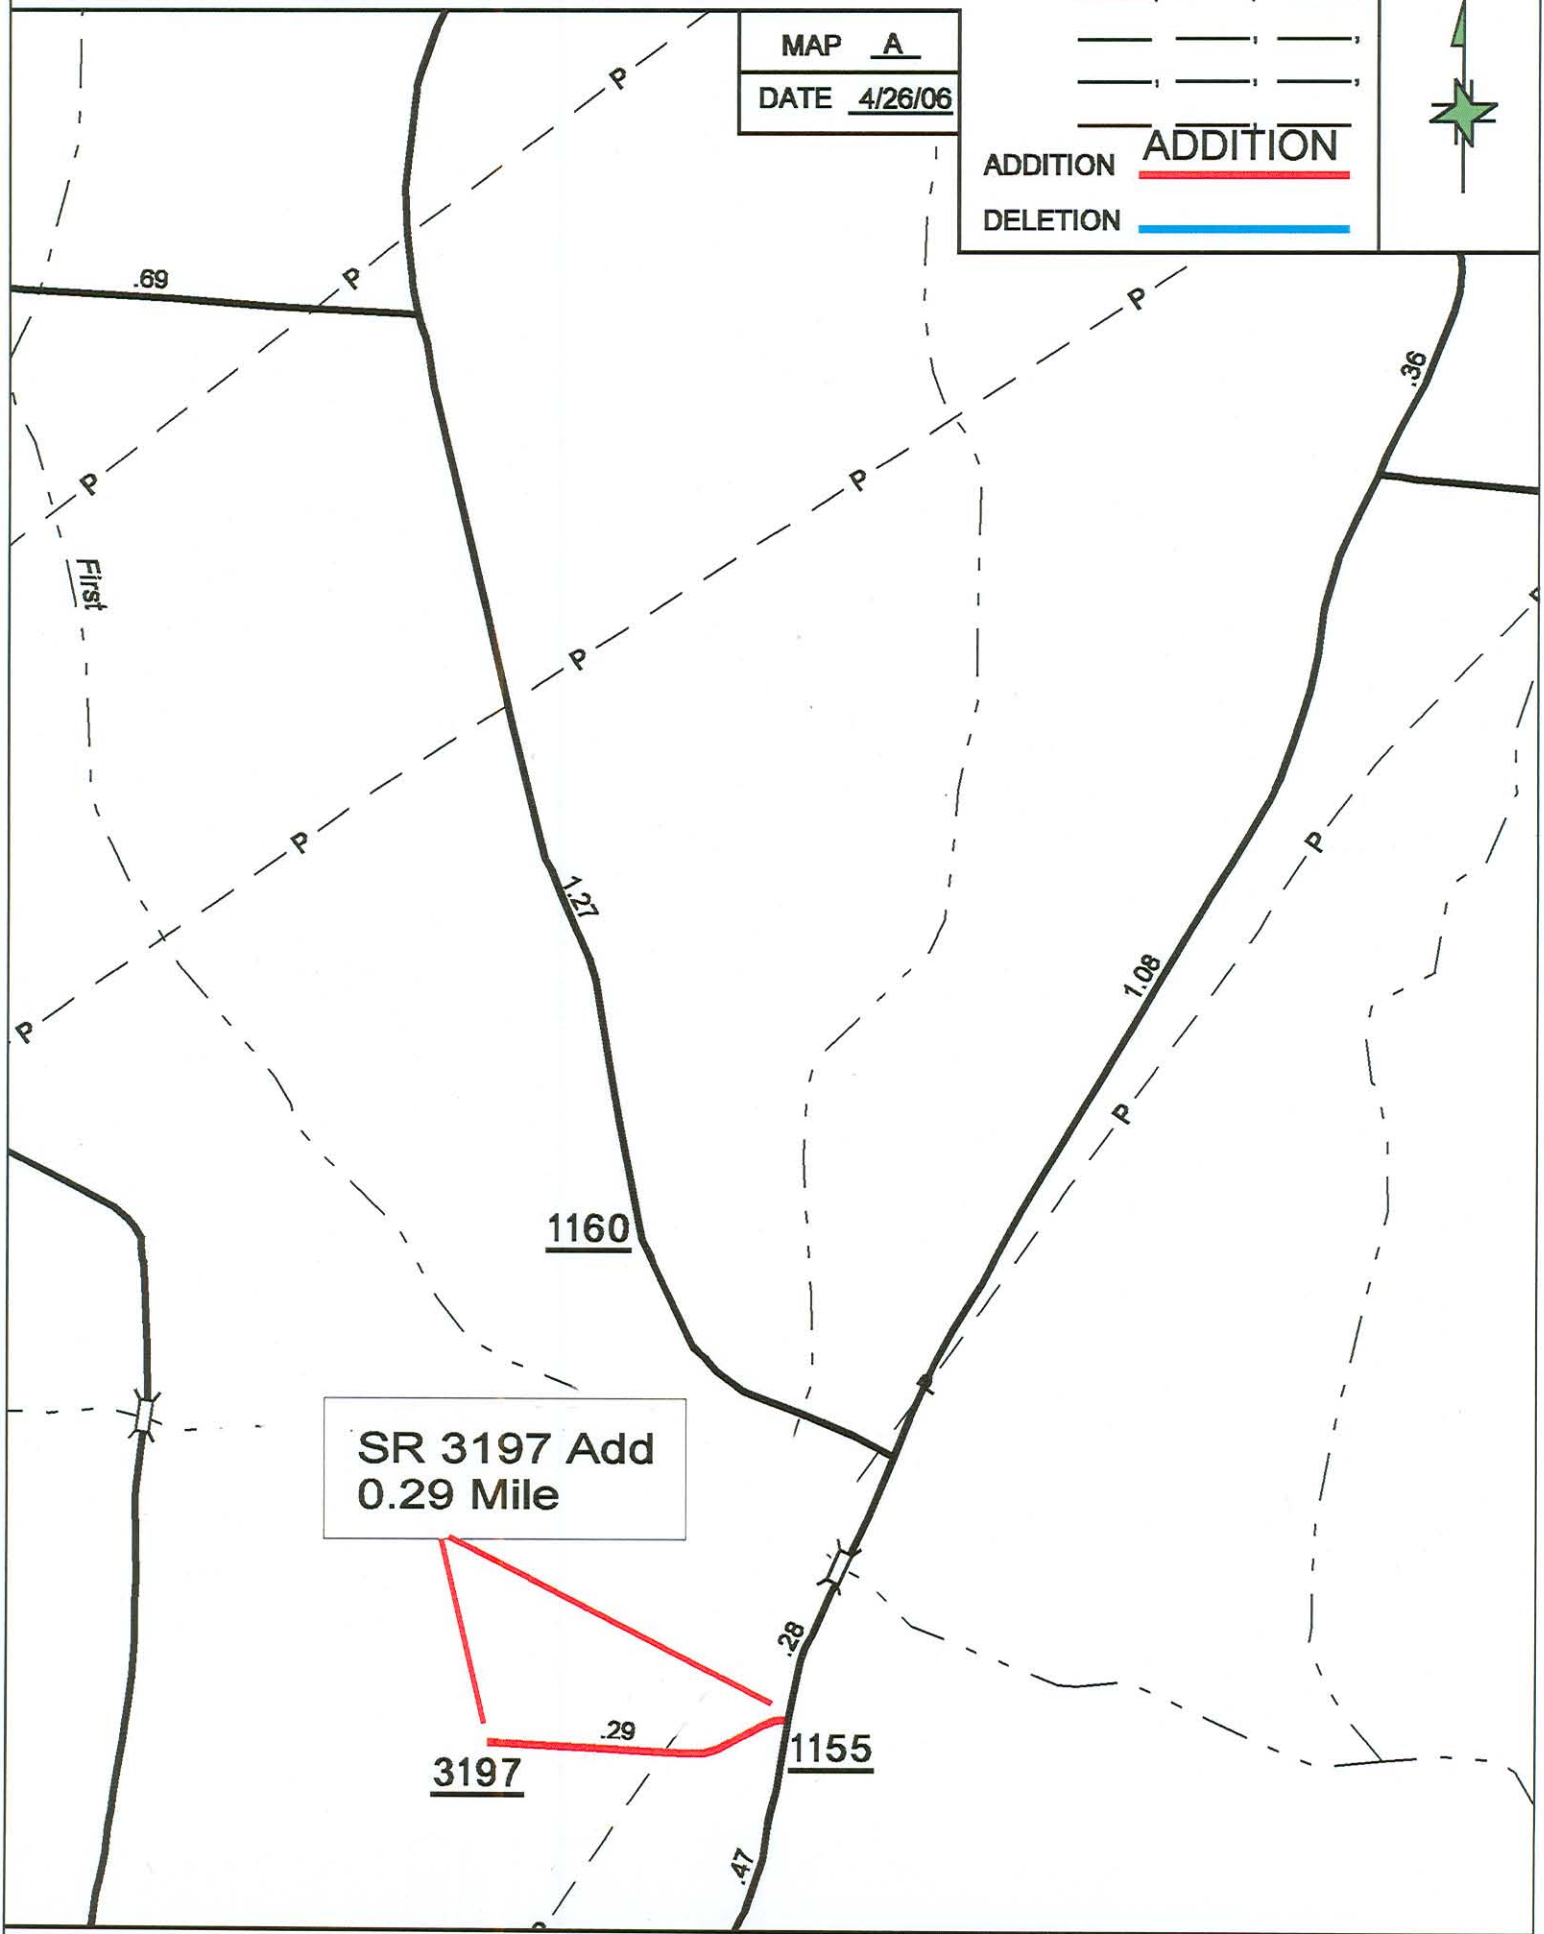 MAP A
DATE 4/26/06
ADDITION ADDITION
DELETION
P
.69
P
P
.36
P
P
First
P
P
P
P
1.27
1.08
P
P
1160
SR 3197 Add
0.29 Mile
.28
.29
1155
3197
.47